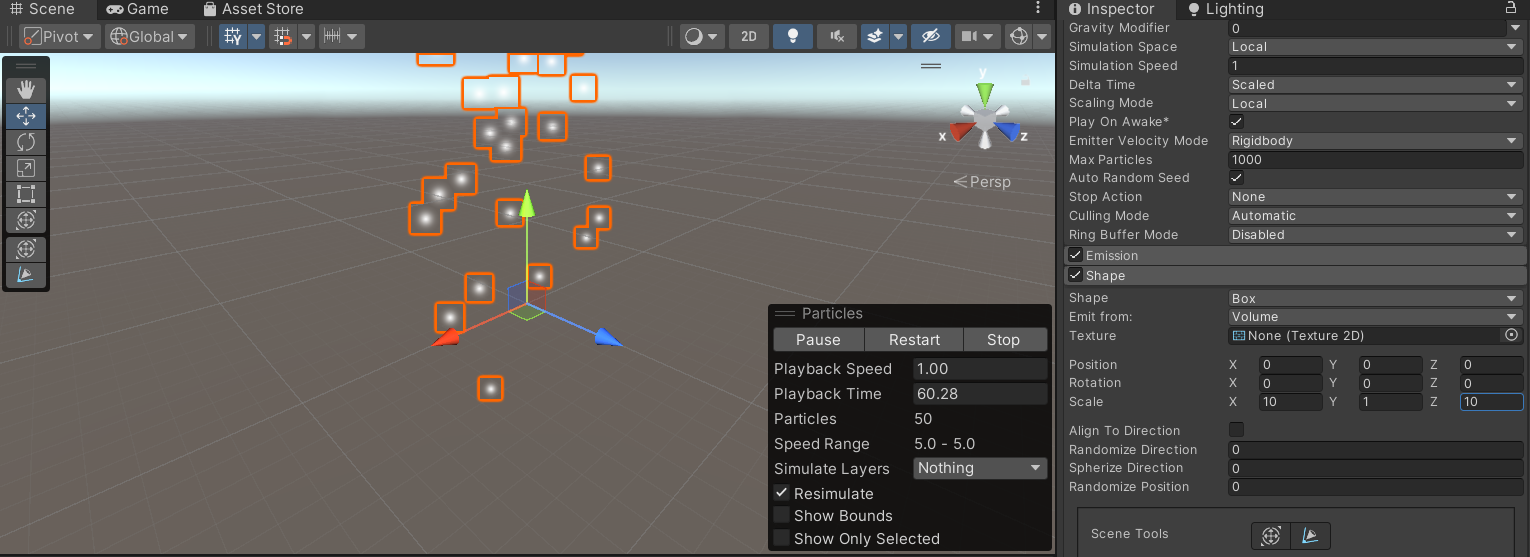 Scene Game Asset Store
Pivot Global 2D
y
x z
Persp
Particles
Pause Restart Stop
Playback Speed 1.00
Playback Time 60.28
Particles 50
Speed Range 5.0 - 5.0
Simulate Layers Nothing
Resimulate
Show Bounds
Show Only Selected
Inspector Lighting
Gravity Modifier 0
Simulation Space Local
Simulation Speed 1
Delta Time Scaled
Scaling Mode Local
Play On Awake*
Emitter Velocity Mode Rigidbody
Max Particles 1000
Auto Random Seed
Stop Action None
Culling Mode Automatic
Ring Buffer Mode Disabled
Emission
Shape
Shape Box
Emit from: Volume
Texture None (Texture 2D)
Position X 0 Y 0 Z 0
Rotation X 0 Y 0 Z 0
Scale X 10 Y 1 Z 10
Align To Direction
Randomize Direction 0
Spherize Direction 0
Randomize Position 0
Scene Tools